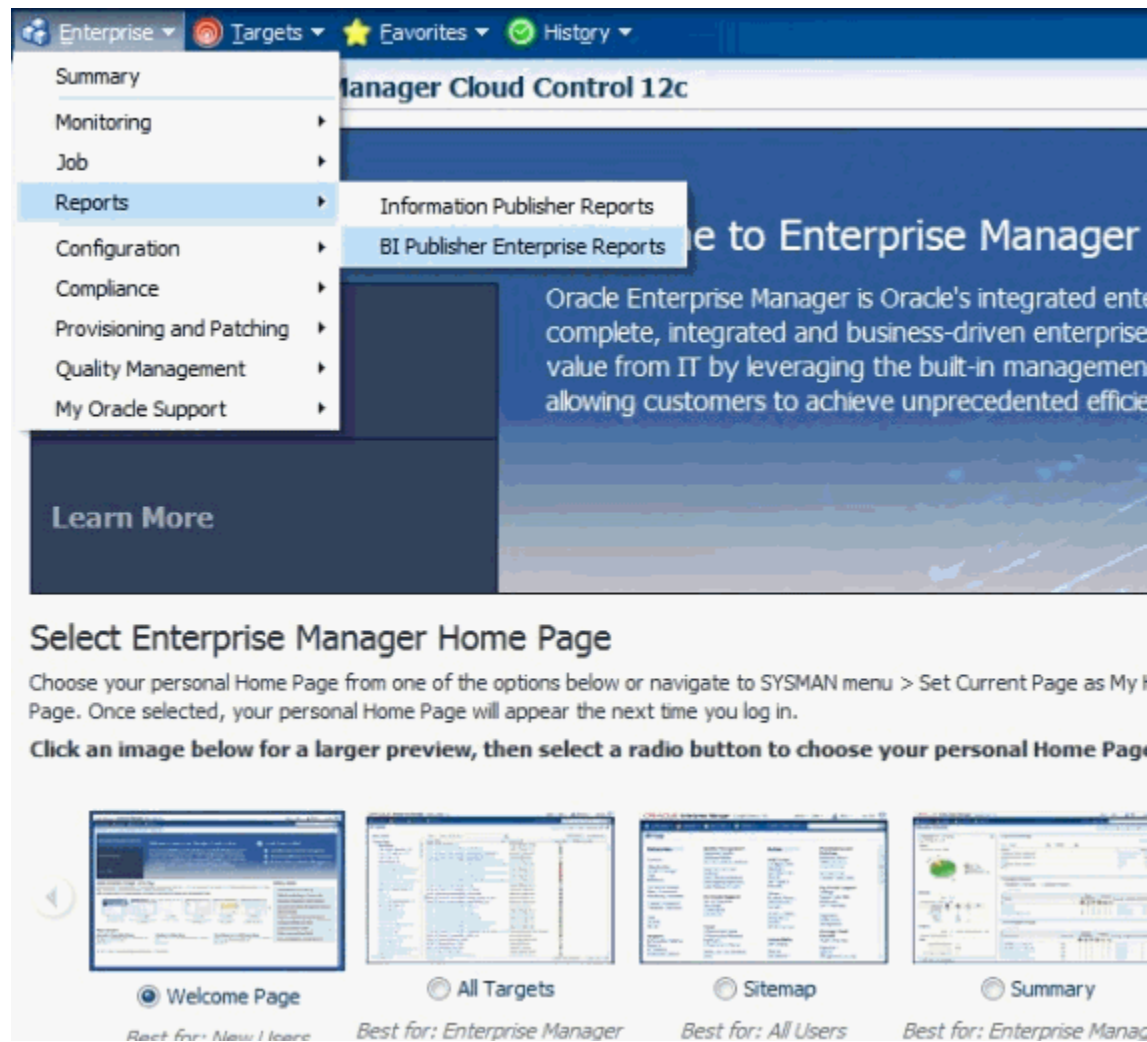 Enterprise Targets Favorites History
Summary
Manager Cloud Control 12c
Monitoring
Job
Reports
Information Publisher Reports
BI Publisher Enterprise Reports
to Enterprise Manager
Configuration
Compliance
Provisioning and Patching
Quality Management
My Oracle Support
Oracle Enterprise Manager is Oracle's integrated
complete, integrated and business-driven enterprise
value from IT by leveraging the built-in
allowing customers to achieve unprecedented
Learn More
Select Enterprise Manager Home Page
Choose your personal Home Page from one of the options below or navigate to SYSMAN menu > Set Current Page as My
Page. Once selected, your personal Home Page will appear the next time you log in.
Click an image below for a larger preview, then select a radio button to choose your personal Home Page
Welcome Page
All Targets
Sitemap
Summary
Best for: New Users
Best for: Enterprise Manager
Best for: All Users
Best for: Enterprise